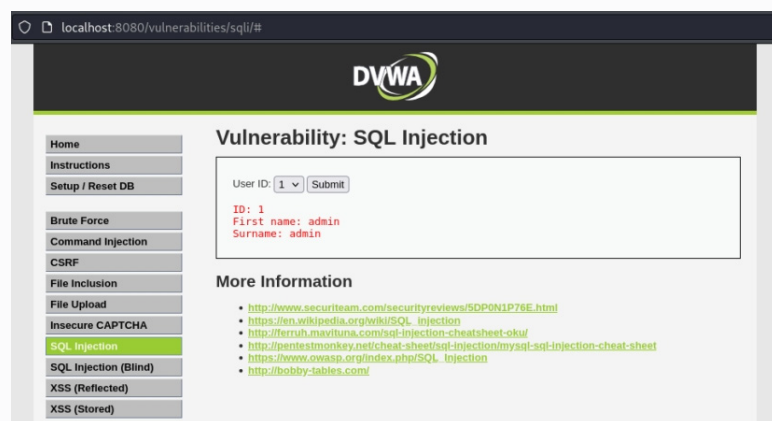 localhost:8080/vulnerabilities/sqli/#
DVWA
Home
Instructions
Setup / Reset DB
Brute Force
Command Injection
CSRF
File Inclusion
File Upload
Insecure CAPTCHA
SQL Injection
SQL Injection (Blind)
XSS (Reflected)
XSS (Stored)
Vulnerability: SQL Injection
User ID: 1 Submit
ID: 1
First name: admin
Surname: admin
More Information
http://www.securiteam.com/securityreviews/5DP0N1P76E.html
https://en.wikipedia.org/wiki/SQL_injection
http://ferruh.mavituna.com/sql-injection-cheatsheet-oku/
http://pentestmonkey.net/cheat-sheet/sql-injection/mysql-sql-injection-cheat-sheet
https://www.owasp.org/index.php/SQL_Injection
http://bobby-tables.com/